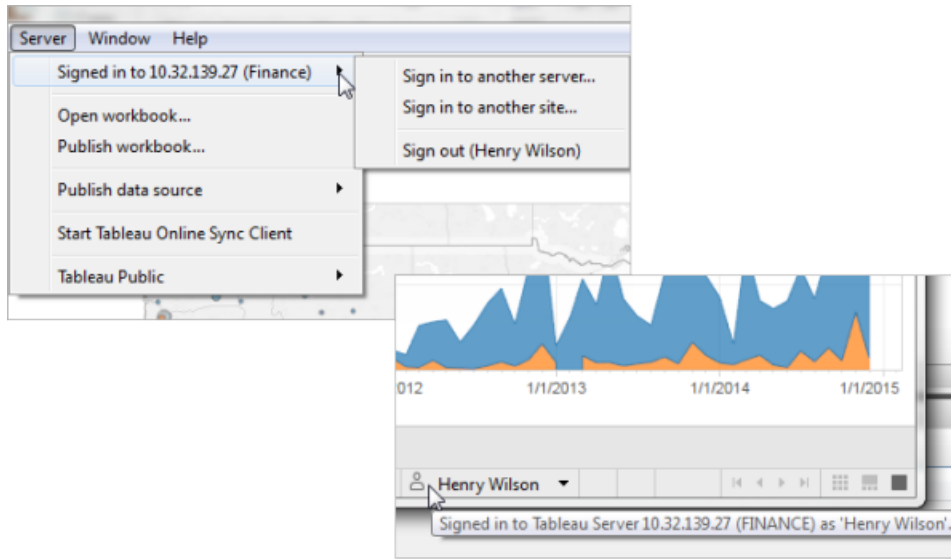 Server Window Help
Signed in to 10.32.139.27 (Finance)
Open workbook...
Publish workbook...
Publish data source
Start Tableau Online Sync Client
Tableau Public
Sign in to another server...
Sign in to another site...
Sign out (Henry Wilson)
012 1/1/2013 1/1/2014 1/1/2015
Henry Wilson
Signed in to Tableau Server 10.32.139.27 (FINANCE) as 'Henry Wilson'.